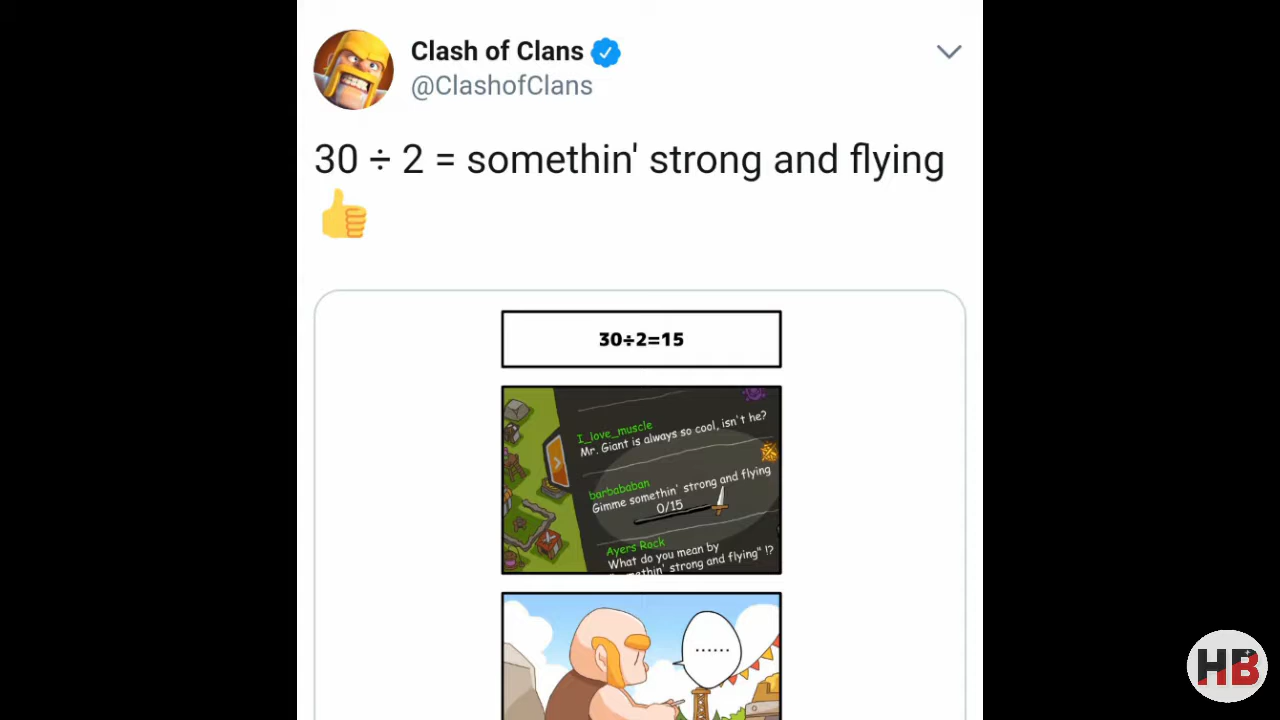 Clash of Clans
@ClashofClans
30 ÷ 2 = somethin' strong and flying
30÷2=15
I_love_muscle
Mr. Giant is always so cool, isn't he?
barbababan
Gimme somethin' strong and flying
0/15
Ayers Rock
What do you mean by
"somethin' strong and flying" !?
......
HB